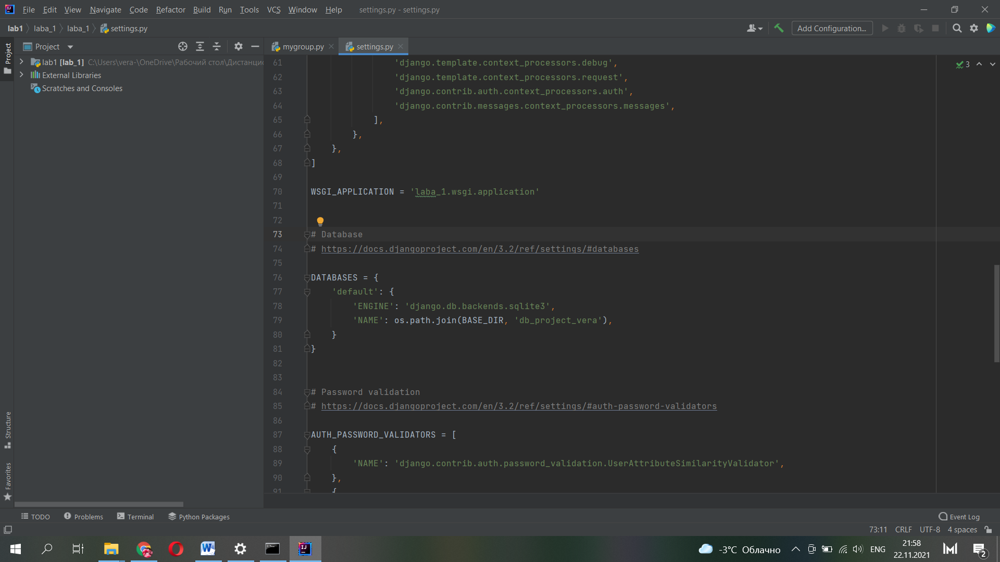 File Edit View Navigate Code Refactor Build Run Tools VCS Window Help settings.py - settings.py
lab1 laba_1 laba_1 settings.py Add Configuration...
Project Project mygroup.py settings.py
lab1 [lab_1] C:\Users\vera-\OneDrive\Рабочий стол\Дистанцио
External Libraries
Scratches and Consoles
3
61 'django.template.context_processors.debug',
62 'django.template.context_processors.request',
63 'django.contrib.auth.context_processors.auth',
64 'django.contrib.messages.context_processors.messages',
65 ],
66 },
67 },
68 ]
69
70 WSGI_APPLICATION = 'laba_1.wsgi.application'
71
72
73 # Database
74 # https://docs.djangoproject.com/en/3.2/ref/settings/#databases
75
76 DATABASES = {
77 'default': {
78 'ENGINE': 'django.db.backends.sqlite3',
79 'NAME': os.path.join(BASE_DIR, 'db_project_vera'),
80 }
81 }
82
83
84 # Password validation
85 # https://docs.djangoproject.com/en/3.2/ref/settings/#auth-password-validators
86
87 AUTH_PASSWORD_VALIDATORS = [
88 {
89 'NAME': 'django.contrib.auth.password_validation.UserAttributeSimilarityValidator',
90 },
91 {
Structure
Favorites
TODO Problems Terminal Python Packages Event Log
73:11 CRLF UTF-8 4 spaces
-3°C Облачно ENG 21:58
22.11.2021 2